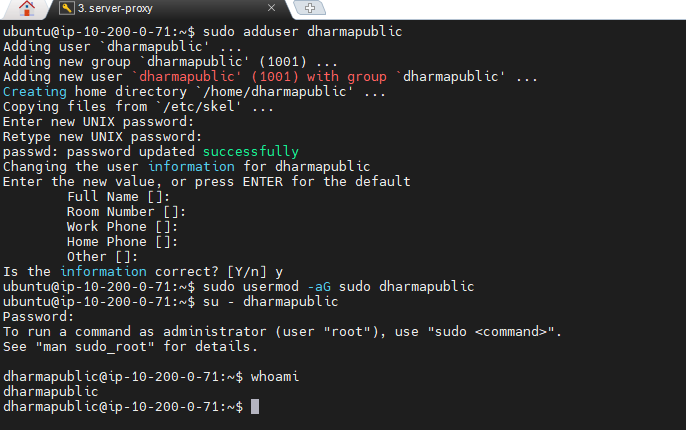 3. server-proxy
ubuntu@ip-10-200-0-71:~$ sudo adduser dharmapublic
Adding user `dharmapublic' ...
Adding new group `dharmapublic' (1001) ...
Adding new user `dharmapublic' (1001) with group `dharmapublic' ...
Creating home directory `/home/dharmapublic' ...
Copying files from `/etc/skel' ...
Enter new UNIX password:
Retype new UNIX password:
passwd: password updated successfully
Changing the user information for dharmapublic
Enter the new value, or press ENTER for the default
        Full Name []:
        Room Number []:
        Work Phone []:
        Home Phone []:
        Other []:
Is the information correct? [Y/n] y
ubuntu@ip-10-200-0-71:~$ sudo usermod -aG sudo dharmapublic
ubuntu@ip-10-200-0-71:~$ su - dharmapublic
Password:
To run a command as administrator (user "root"), use "sudo <command>".
See "man sudo_root" for details.

dharmapublic@ip-10-200-0-71:~$ whoami
dharmapublic
dharmapublic@ip-10-200-0-71:~$